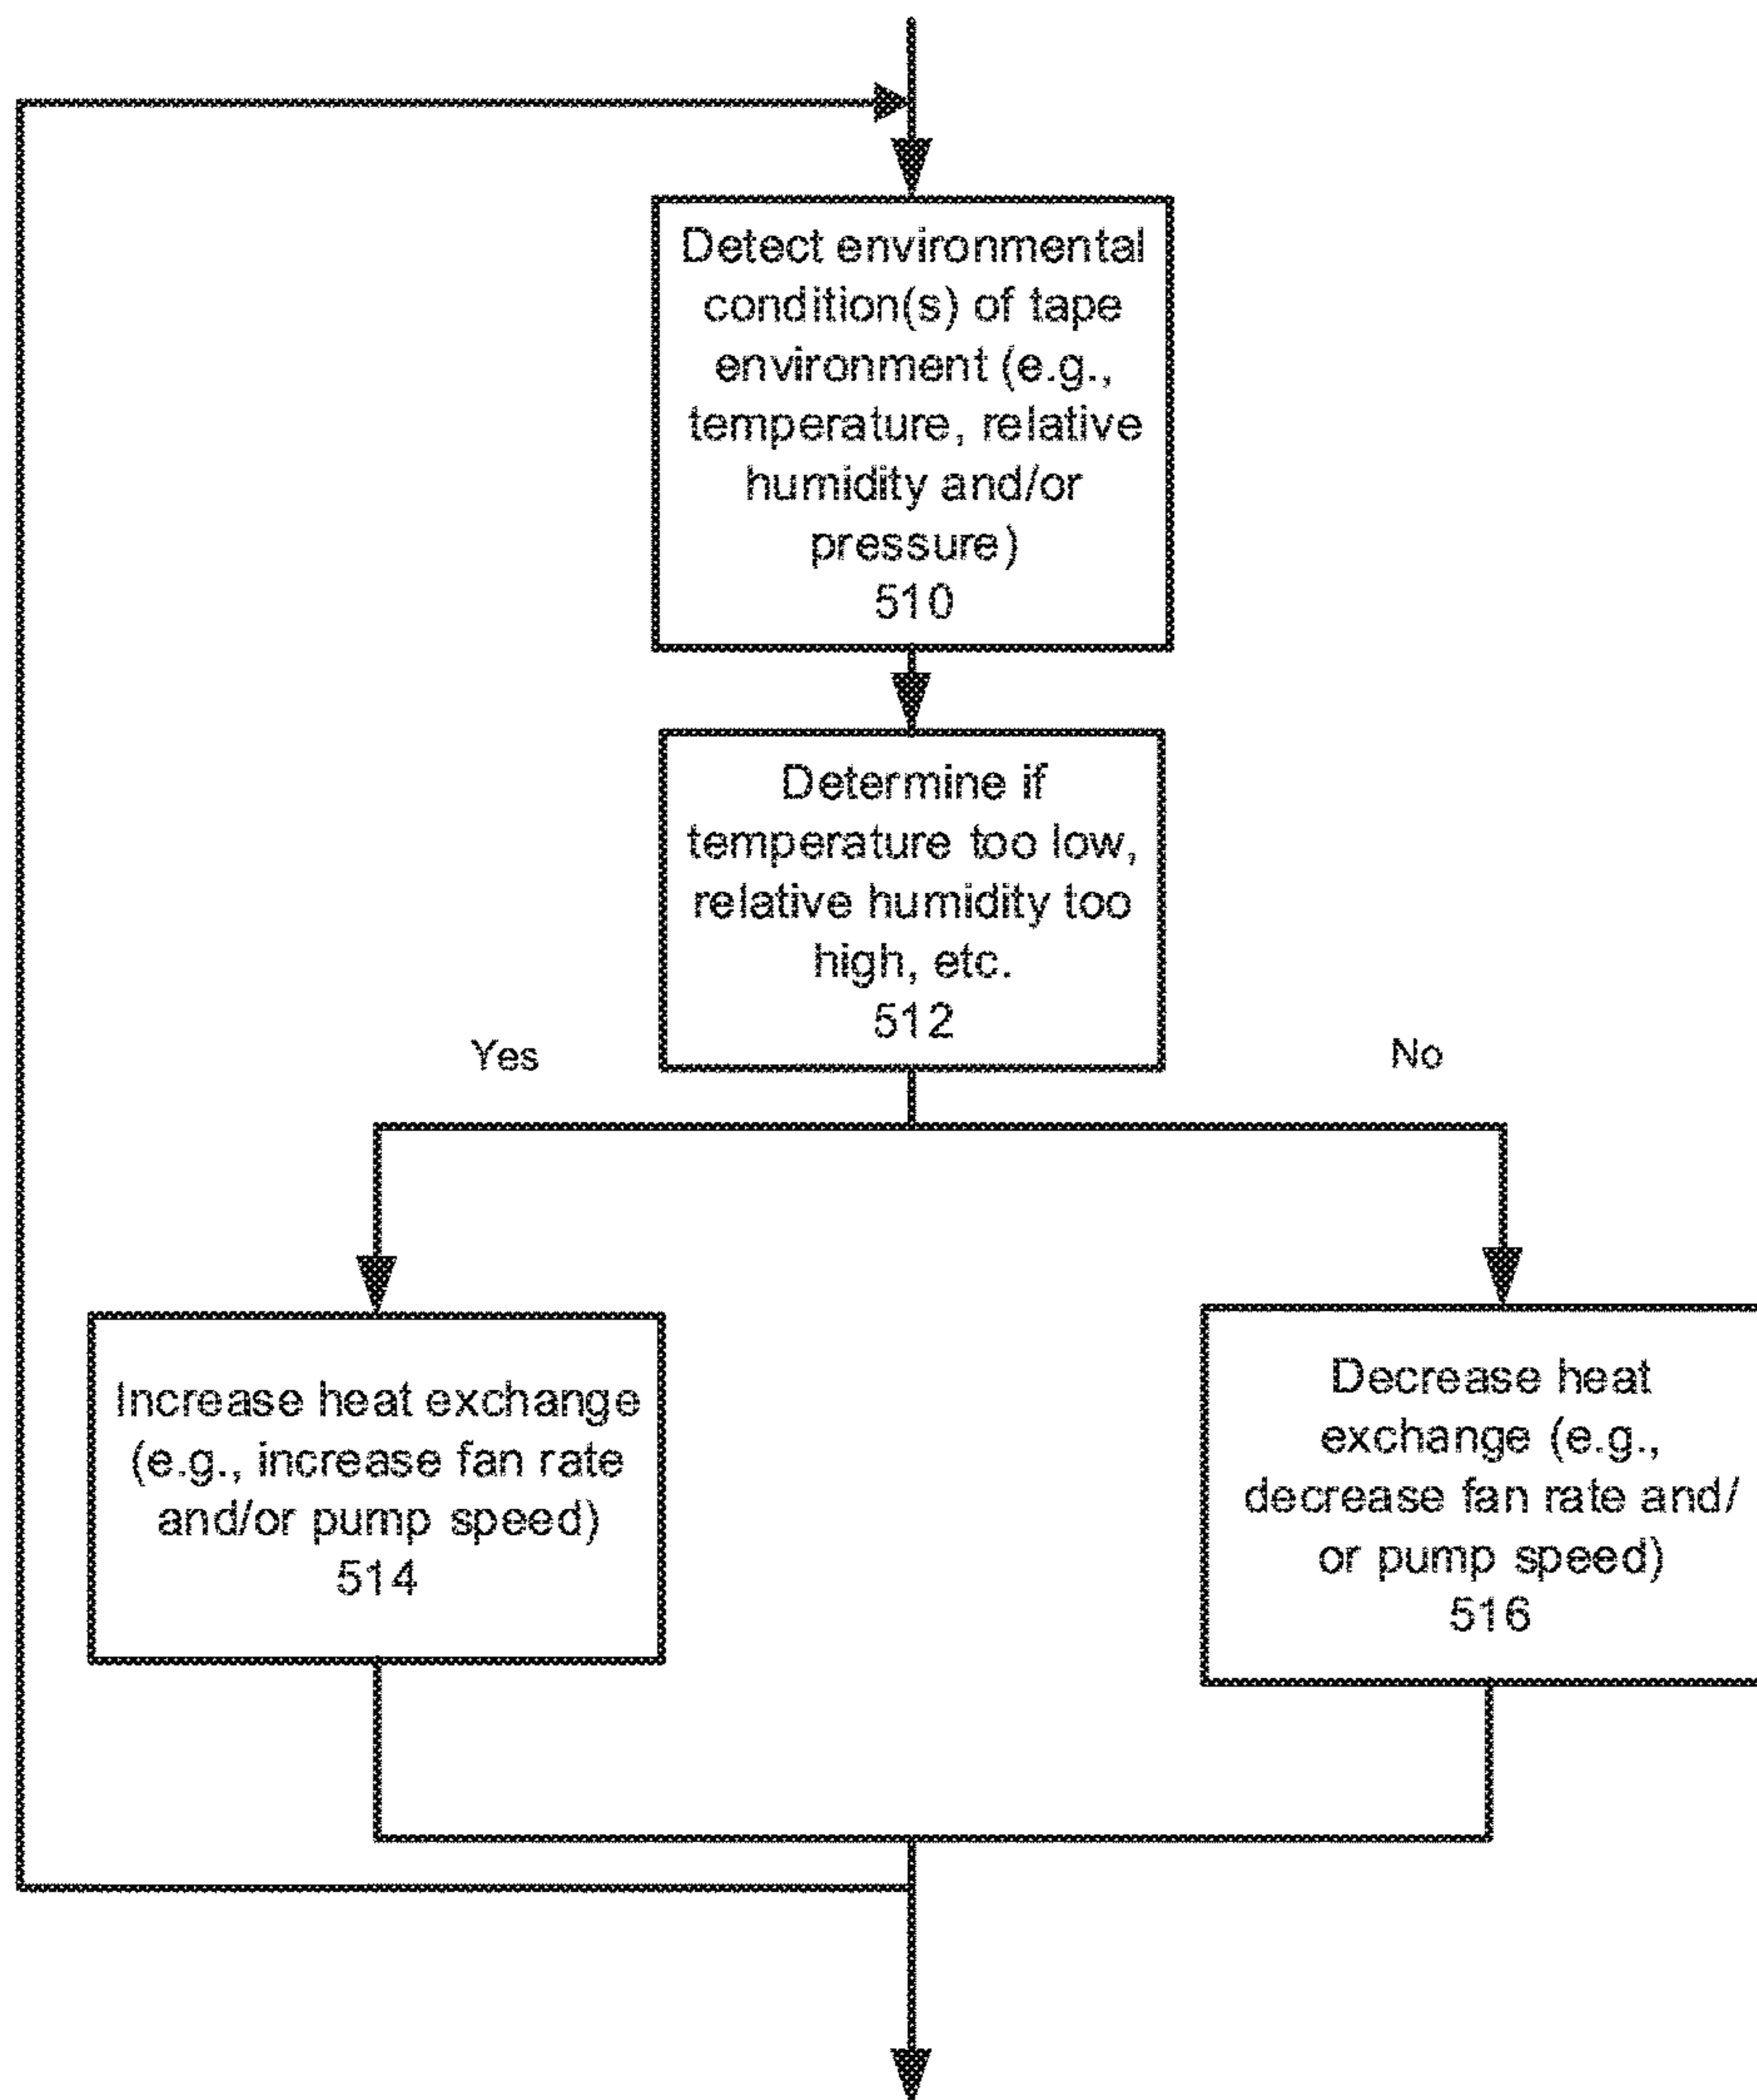 Detect environmental
condition(s) of tape
environment (e.g.,
temperature, relative
humidity and/or
pressure)
510
Determine if
temperature too low,
relative humidity too
high, etc.
512
Yes
No
Increase heat exchange
(e.g., increase fan rate
and/or pump speed)
514
Decrease heat
exchange (e.g.,
decrease fan rate and/
or pump speed)
516